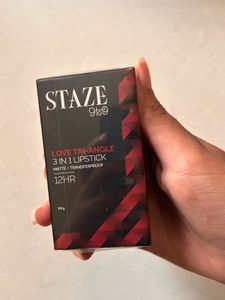 STAZE
9to9
LOVE TRI-ANGLE
3 IN 1 LIPSTICK
MATTE + TRANSFERPROOF
12HR